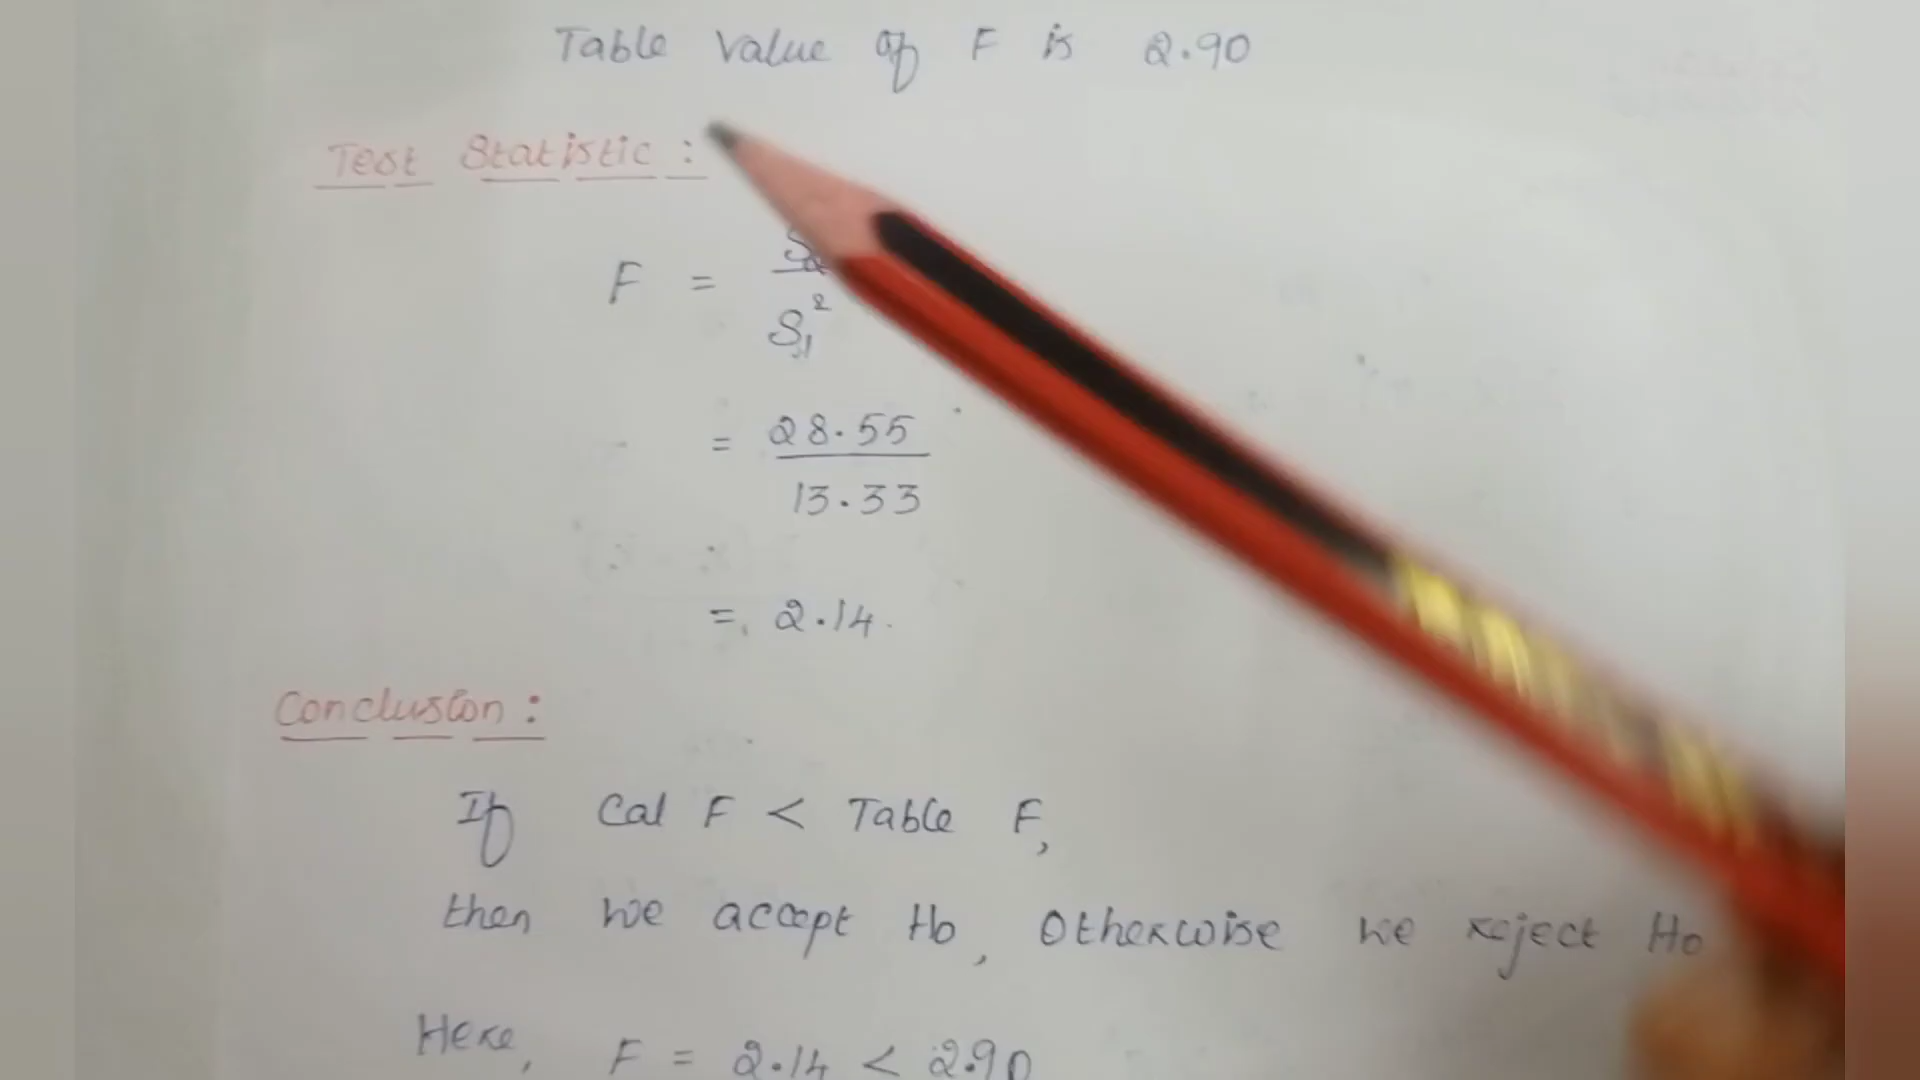 Table Value of F is 2.90
Test Statistic :
F = S2 / S1²
= 28.55 / 13.33
= 2.14.
Conclusion :
If Cal F < Table F,
then we accept Ho, Otherwise we reject Ho
Here, F = 2.14 < 2.90